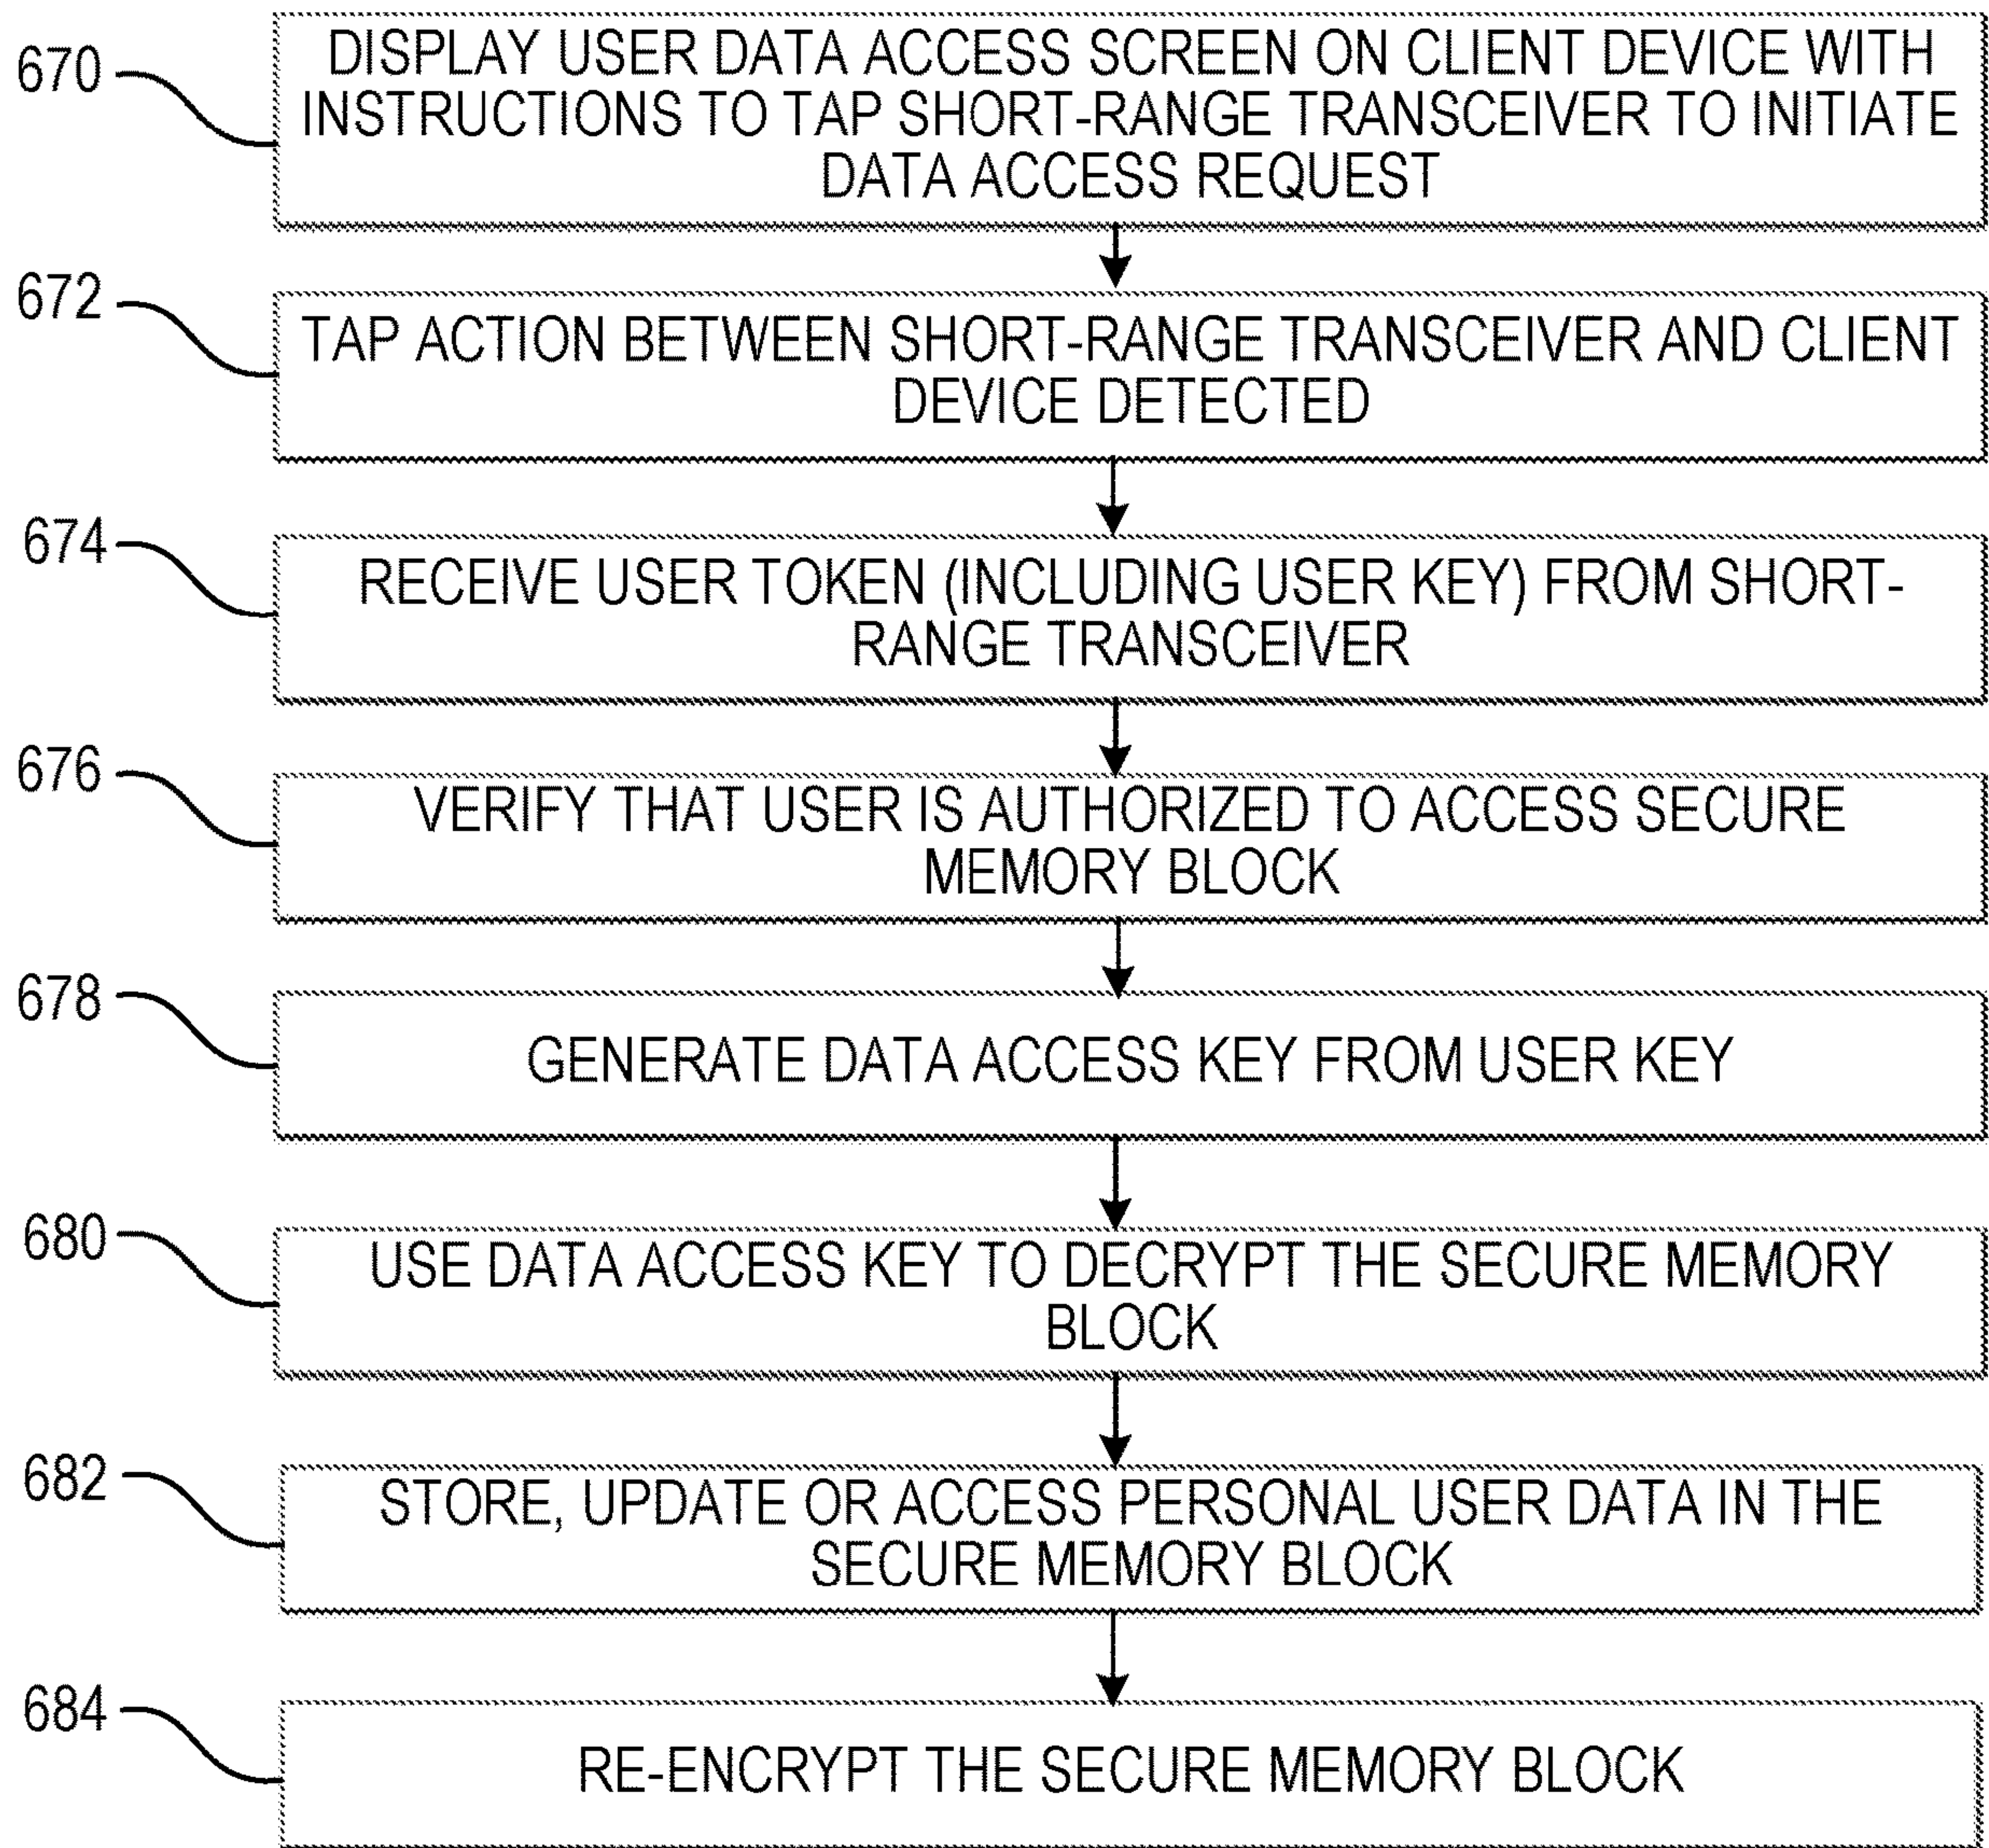 670
DISPLAY USER DATA ACCESS SCREEN ON CLIENT DEVICE WITH
INSTRUCTIONS TO TAP SHORT-RANGE TRANSCEIVER TO INITIATE
DATA ACCESS REQUEST
672
TAP ACTION BETWEEN SHORT-RANGE TRANSCEIVER AND CLIENT
DEVICE DETECTED
674
RECEIVE USER TOKEN (INCLUDING USER KEY) FROM SHORT-
RANGE TRANSCEIVER
676
VERIFY THAT USER IS AUTHORIZED TO ACCESS SECURE
MEMORY BLOCK
678
GENERATE DATA ACCESS KEY FROM USER KEY
680
USE DATA ACCESS KEY TO DECRYPT THE SECURE MEMORY
BLOCK
682
STORE, UPDATE OR ACCESS PERSONAL USER DATA IN THE
SECURE MEMORY BLOCK
684
RE-ENCRYPT THE SECURE MEMORY BLOCK